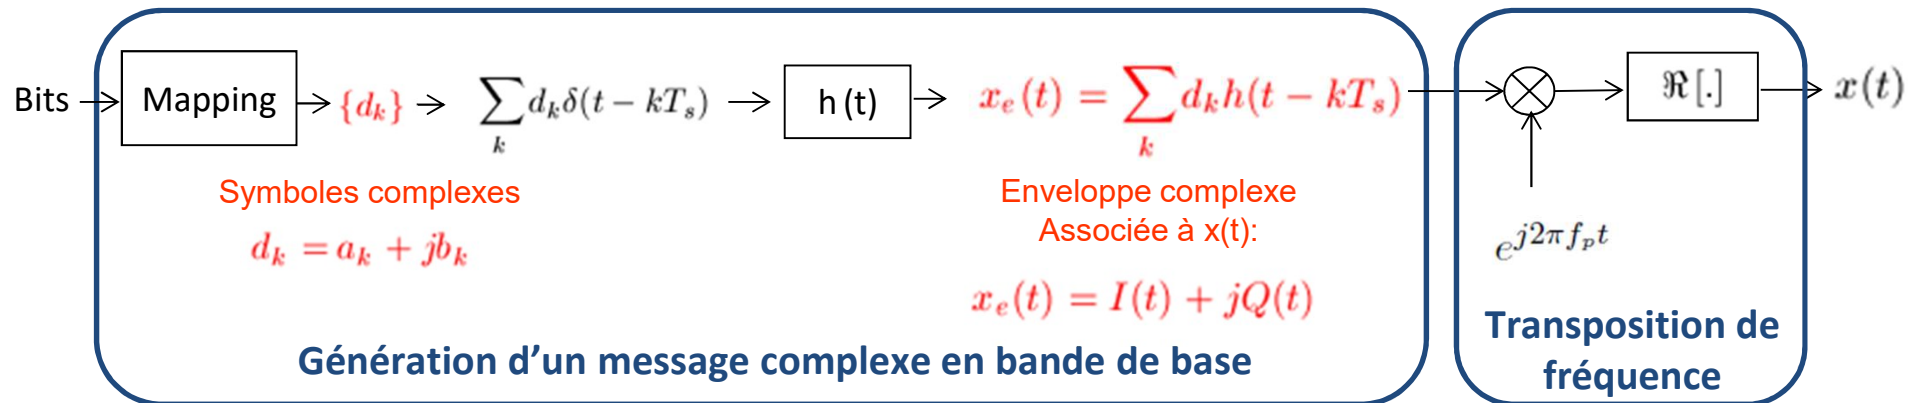 Bits
Mapping
{d_k}
∑_k d_k δ(t − kT_s)
h (t)
x_e(t) = ∑_k d_k h(t − kT_s)
ℜ[.]
x(t)
Symboles complexes
d_k = a_k + jb_k
Enveloppe complexe
Associée à x(t):
x_e(t) = I(t) + jQ(t)
e^{j2πf_p t}
Génération d’un message complexe en bande de base
Transposition de
fréquence